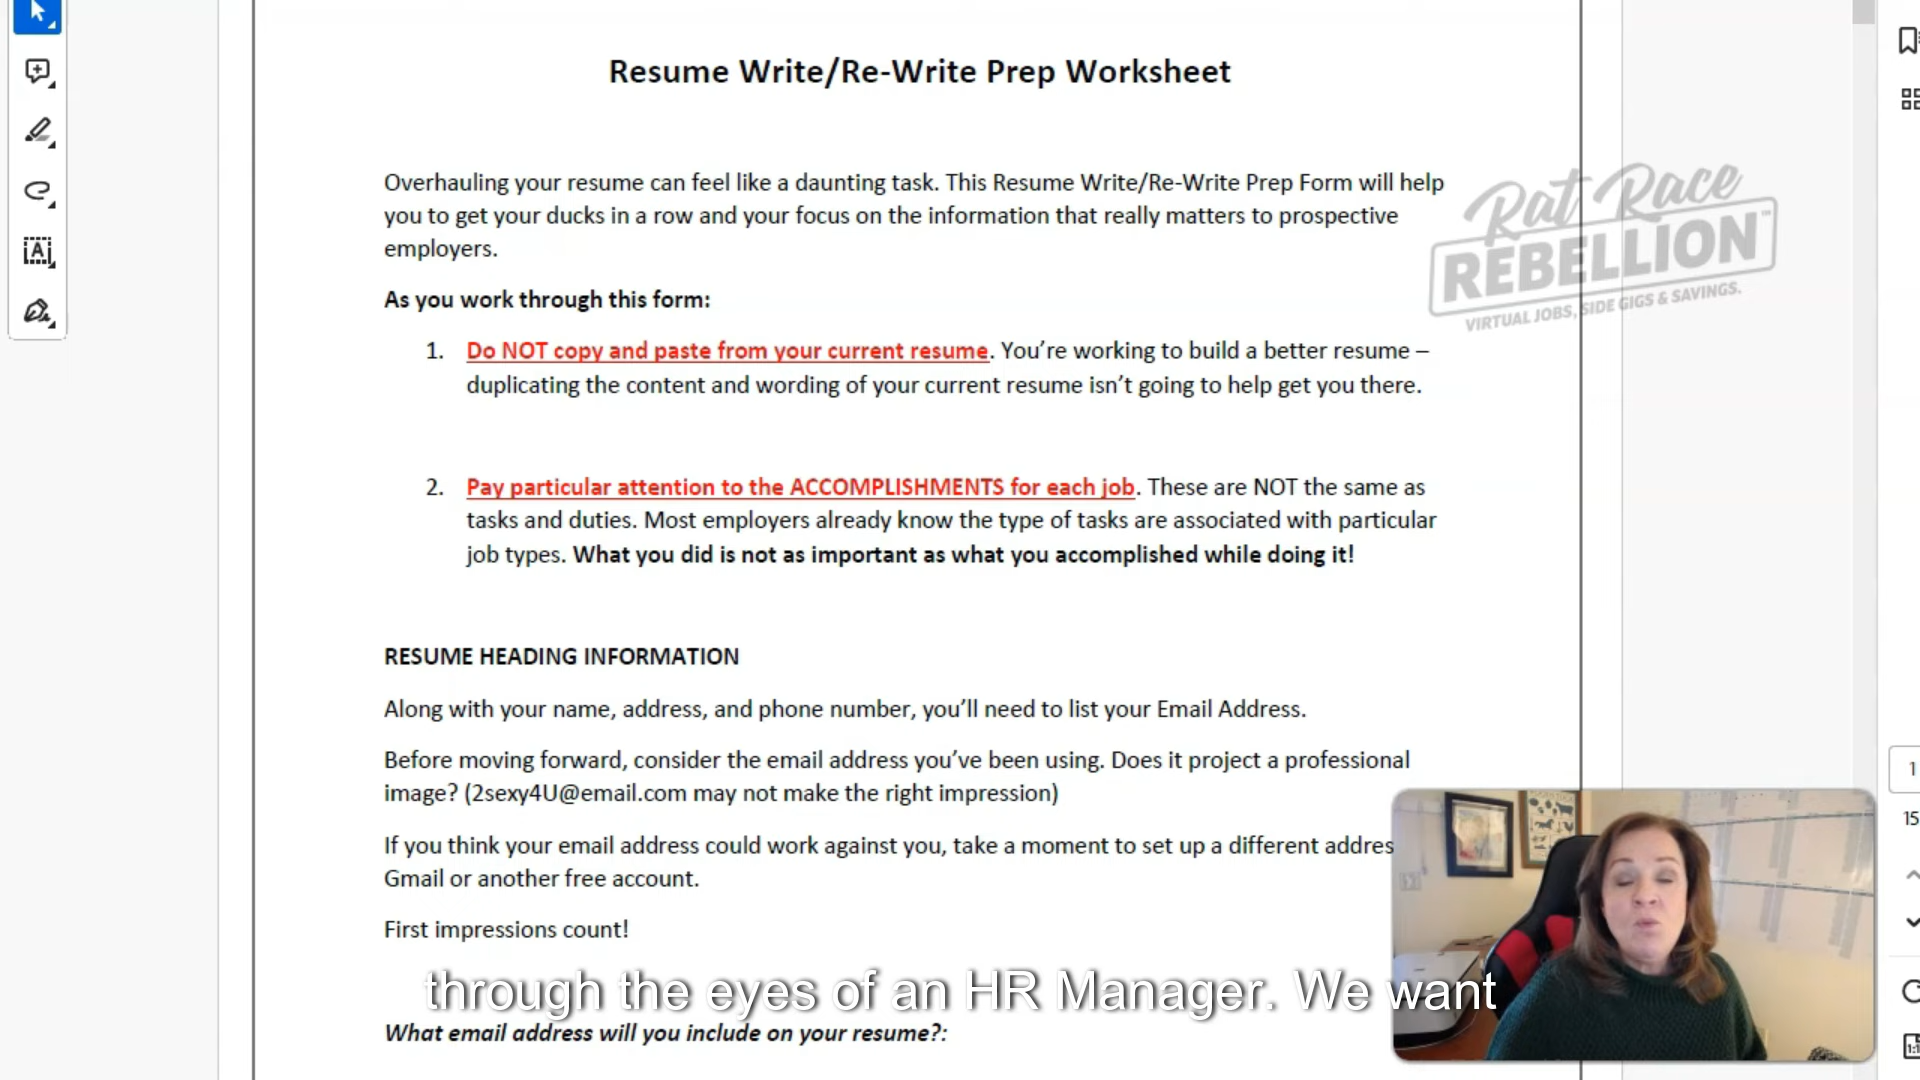 Resume Write/Re-Write Prep Worksheet
Overhauling your resume can feel like a daunting task. This Resume Write/Re-Write Prep Form will help
you to get your ducks in a row and your focus on the information that really matters to prospective
employers.
Rat Race
REBELLION™
VIRTUAL JOBS, SIDE GIGS & SAVINGS.
As you work through this form:
1. Do NOT copy and paste from your current resume. You’re working to build a better resume –
duplicating the content and wording of your current resume isn’t going to help get you there.
2. Pay particular attention to the ACCOMPLISHMENTS for each job. These are NOT the same as
tasks and duties. Most employers already know the type of tasks are associated with particular
job types. What you did is not as important as what you accomplished while doing it!
RESUME HEADING INFORMATION
Along with your name, address, and phone number, you’ll need to list your Email Address.
Before moving forward, consider the email address you’ve been using. Does it project a professional
image? (2sexy4U@email.com may not make the right impression)
If you think your email address could work against you, take a moment to set up a different addres
Gmail or another free account.
First impressions count!
through the eyes of an HR Manager. We want
What email address will you include on your resume?:
1
15